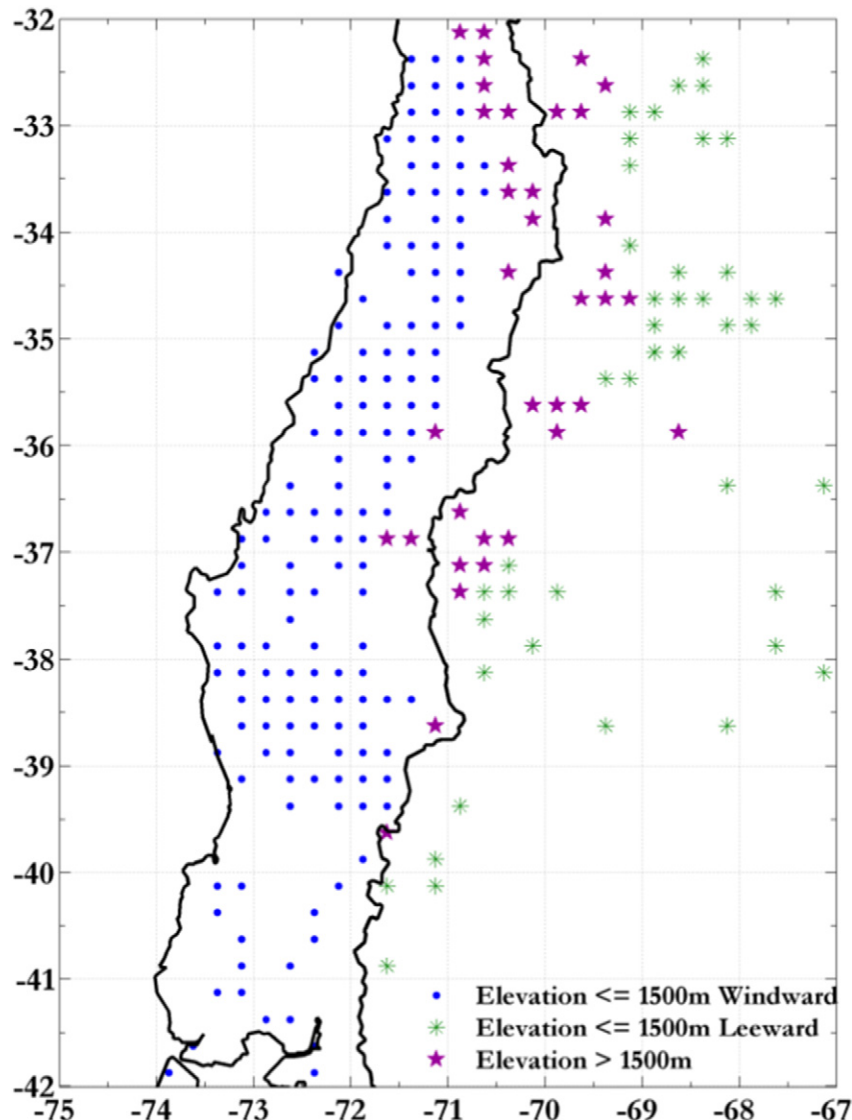 -32
-33
-34
-35
-36
-37
-38
-39
-40
-41
-42
Elevation <= 1500m Windward
Elevation <= 1500m Leeward
Elevation > 1500m
-75 -74 -73 -72 -71 -70 -69 -68 -67